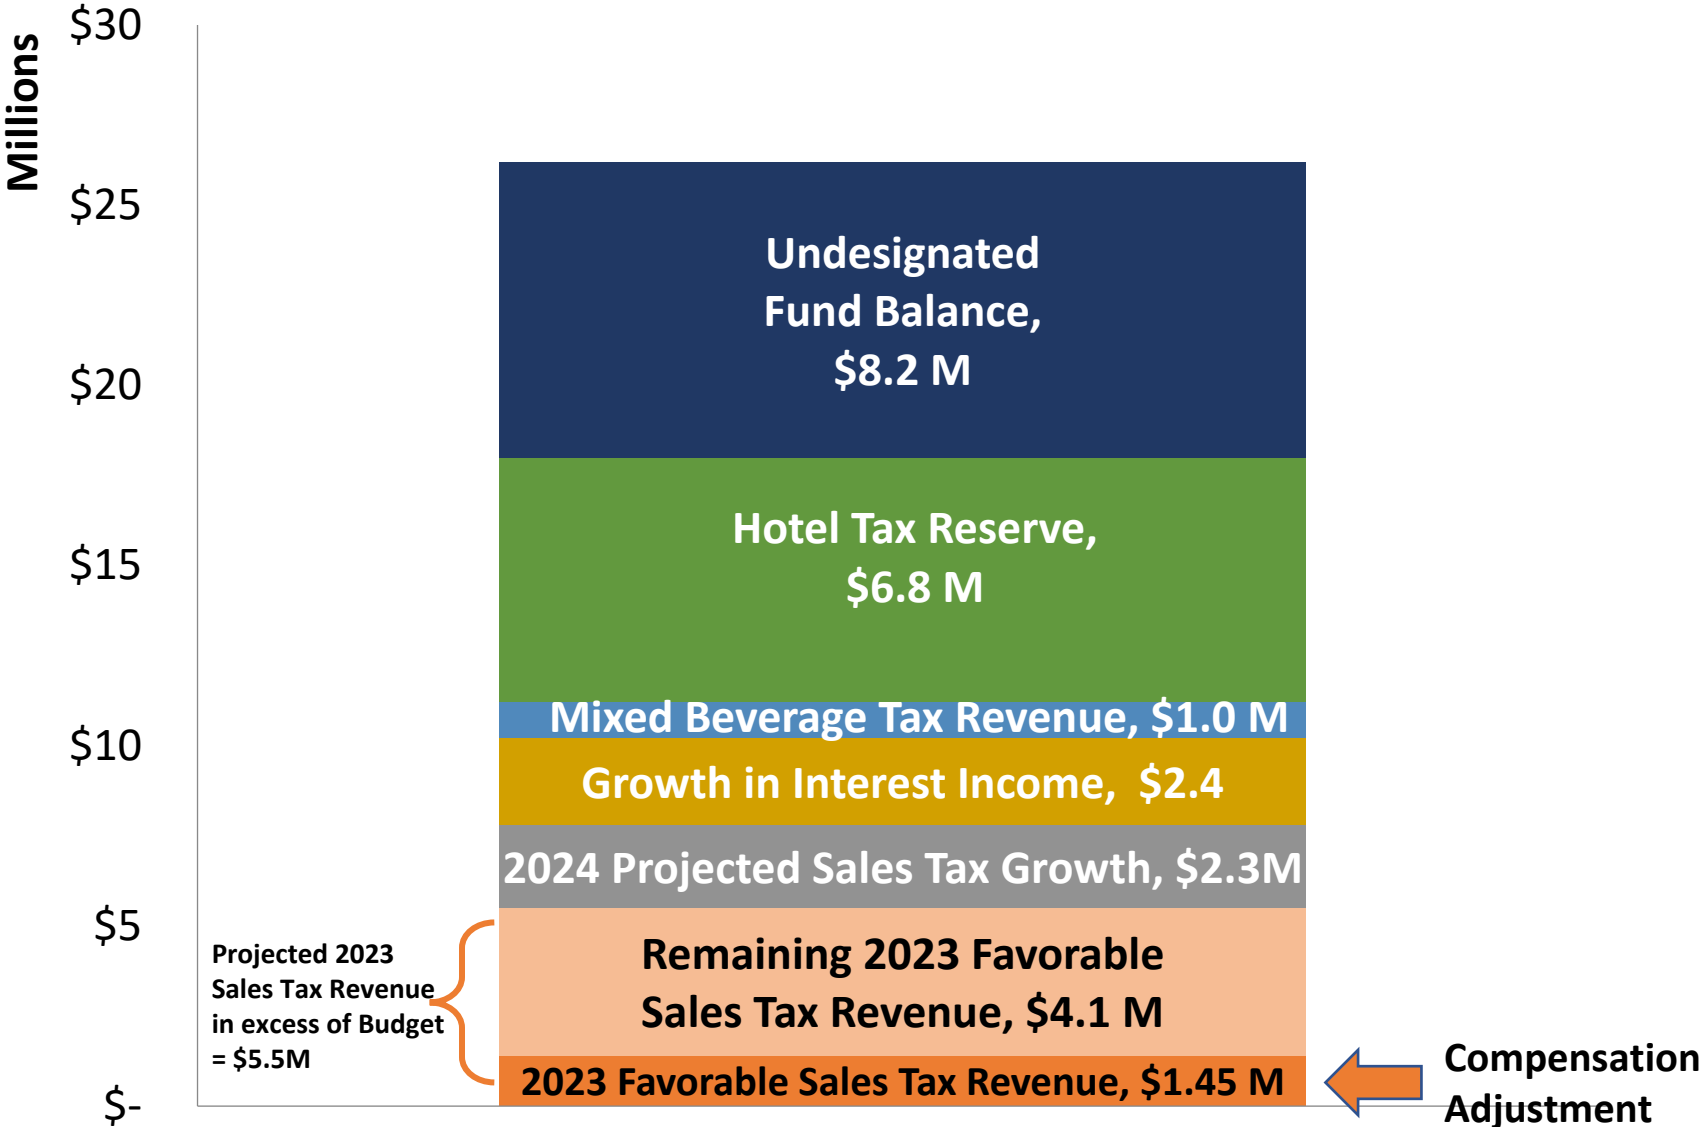 Millions
$30
$25
$20
$15
$10
$5
$-
Undesignated
Fund Balance,
$8.2 M
Hotel Tax Reserve,
$6.8 M
Mixed Beverage Tax Revenue, $1.0 M
Growth in Interest Income,  $2.4
2024 Projected Sales Tax Growth, $2.3M
Remaining 2023 Favorable
Sales Tax Revenue, $4.1 M
2023 Favorable Sales Tax Revenue, $1.45 M
Projected 2023
Sales Tax Revenue
in excess of Budget
= $5.5M
Compensation
Adjustment